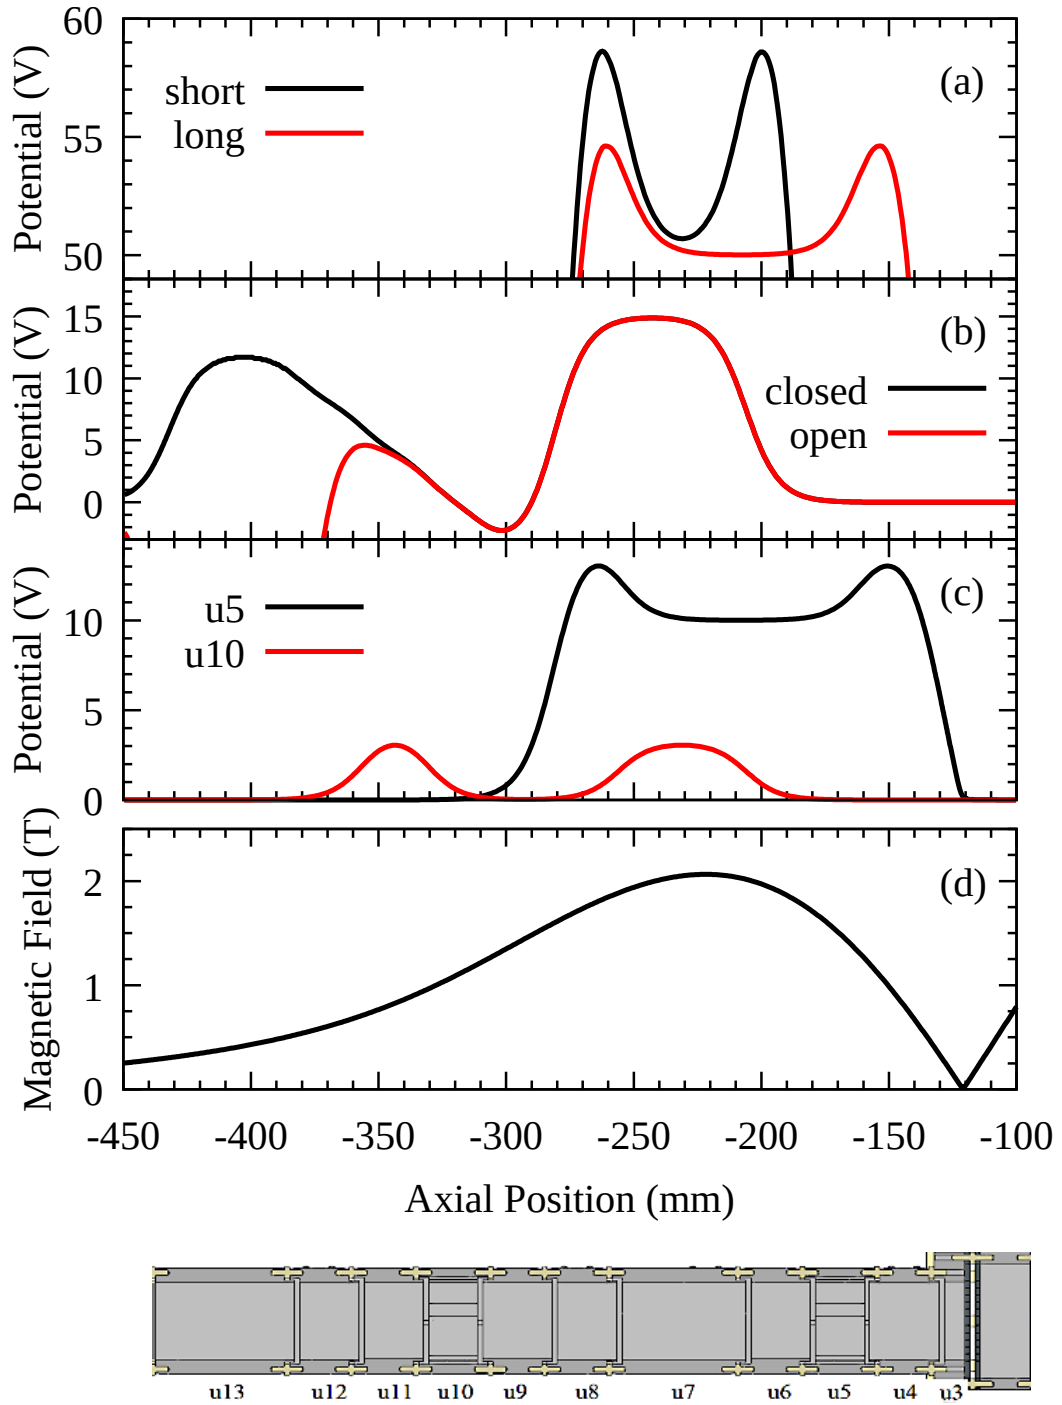 60
55
50
Potential (V)
(a)
short
long
15
10
5
0
Potential (V)
(b)
closed
open
10
5
0
Potential (V)
(c)
u5
u10
2
1
0
Magnetic Field (T)
(d)
-450 -400 -350 -300 -250 -200 -150 -100
Axial Position (mm)
u13 u12 u11 u10 u9 u8 u7 u6 u5 u4 u3